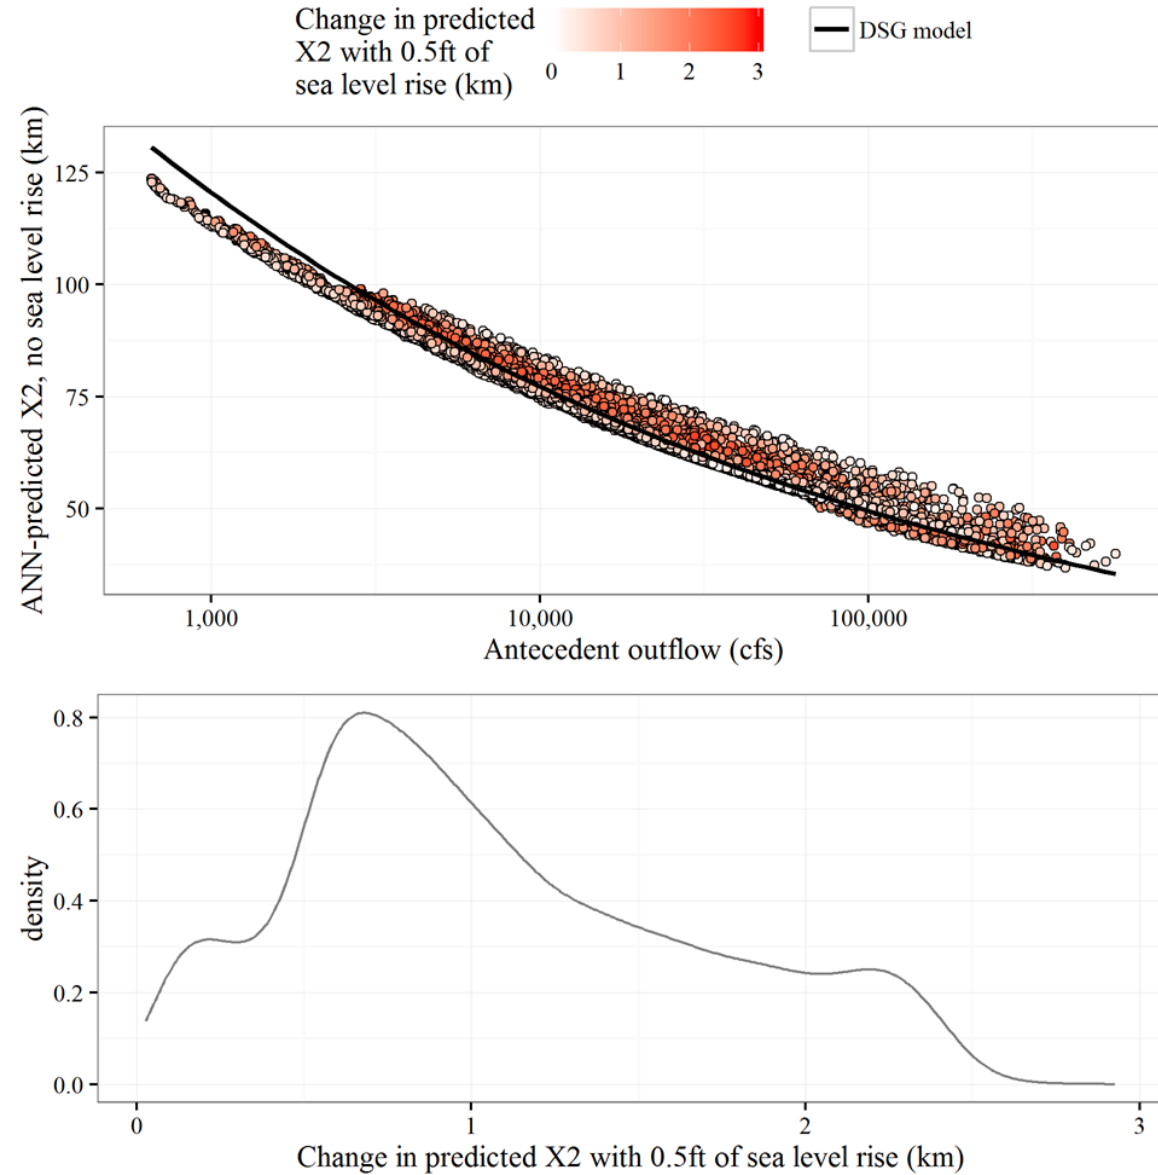 Change in predicted
X2 with 0.5ft of
sea level rise (km)
0 1 2 3
DSG model
ANN-predicted X2, no sea level rise (km)
125
100
75
50
1,000 10,000 100,000
Antecedent outflow (cfs)
density
0.8
0.6
0.4
0.2
0.0
0 1 2 3
Change in predicted X2 with 0.5ft of sea level rise (km)